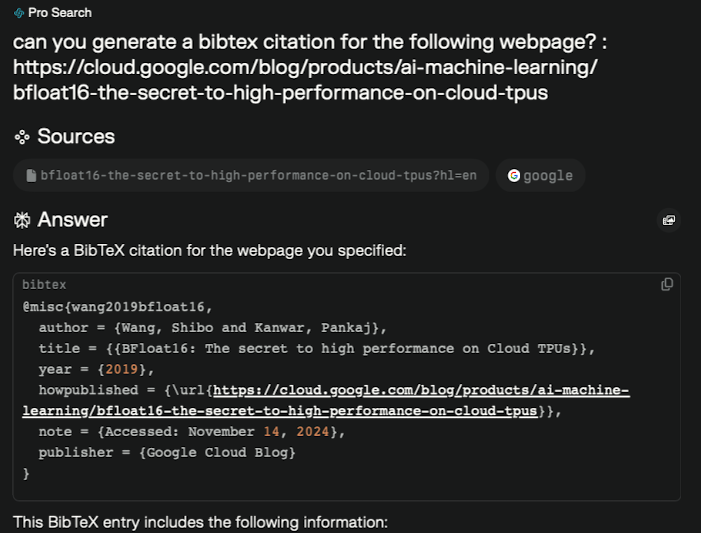 Pro Search
can you generate a bibtex citation for the following webpage? :
https://cloud.google.com/blog/products/ai-machine-learning/
bfloat16-the-secret-to-high-performance-on-cloud-tpus
Sources
bfloat16-the-secret-to-high-performance-on-cloud-tpus?hl=en google
Answer
Here's a BibTeX citation for the webpage you specified:
bibtex
@misc{wang2019bfloat16,
author = {Wang, Shibo and Kanwar, Pankaj},
title = {{BFloat16: The secret to high performance on Cloud TPUs}},
year = {2019},
howpublished = {\url{https://cloud.google.com/blog/products/ai-machine-
learning/bfloat16-the-secret-to-high-performance-on-cloud-tpus}},
note = {Accessed: November 14, 2024},
publisher = {Google Cloud Blog}
}
This BibTeX entry includes the following information: